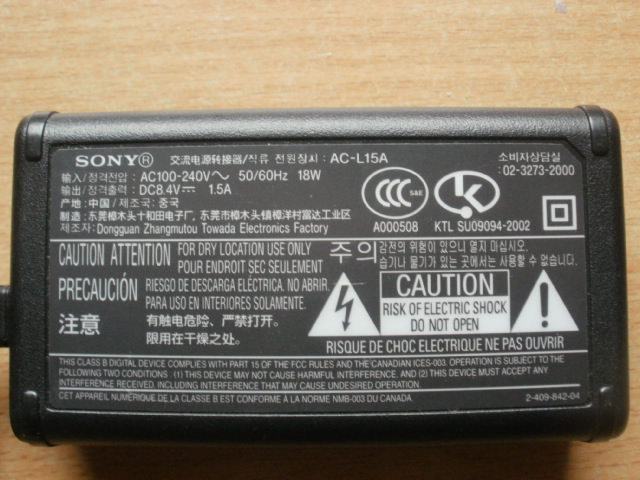 SONY® 交流电源转接器/직류 전원장치: AC-L15A
输入/정격전압: AC100-240V~ 50/60Hz 18W
输出/정격출력: DC8.4V⎓ 1.5A
产地: 中国/제조국: 중국
制造: 东莞樟木头十和田电子厂, 东莞市樟木头镇樟洋村富达工业区
제조자: Dongguan Zhangmutou Towada Electronics Factory
소비자상담실
: 02-3273-2000
CCC S&E
A000508
KTL SU09094-2002
CAUTION ATTENTION FOR DRY LOCATION USE ONLY
POUR ENDROIT SEC SEULEMENT
PRECAUCIÓN RIESGO DE DESCARGA ELÉCTRICA. NO ABRIR.
PARA USO EN INTERIORES SOLAMENTE.
注意 有触电危险、严禁打开。
限用在干燥之处。
주의 감전의 위험이 있으니 열지 마십시오.
습기나 물기가 있는 곳에서는 사용할 수 없습니다.
CAUTION
RISK OF ELECTRIC SHOCK
DO NOT OPEN
RISQUE DE CHOC ELECTRIQUE NE PAS OUVRIR
THIS CLASS B DIGITAL DEVICE COMPLIES WITH PART 15 OF THE FCC RULES AND THE CANADIAN ICES-003. OPERATION IS SUBJECT TO THE
FOLLOWING TWO CONDITIONS : (1) THIS DEVICE MAY NOT CAUSE HARMFUL INTERFERENCE, AND (2) THIS DEVICE MUST ACCEPT ANY
INTERFERENCE RECEIVED, INCLUDING INTERFERENCE THAT MAY CAUSE UNDESIRED OPERATION.
CET APPAREIL NUMÉRIQUE DE LA CLASSE B EST CONFORME À LA NORME NMB-003 DU CANADA.
2-409-842-04